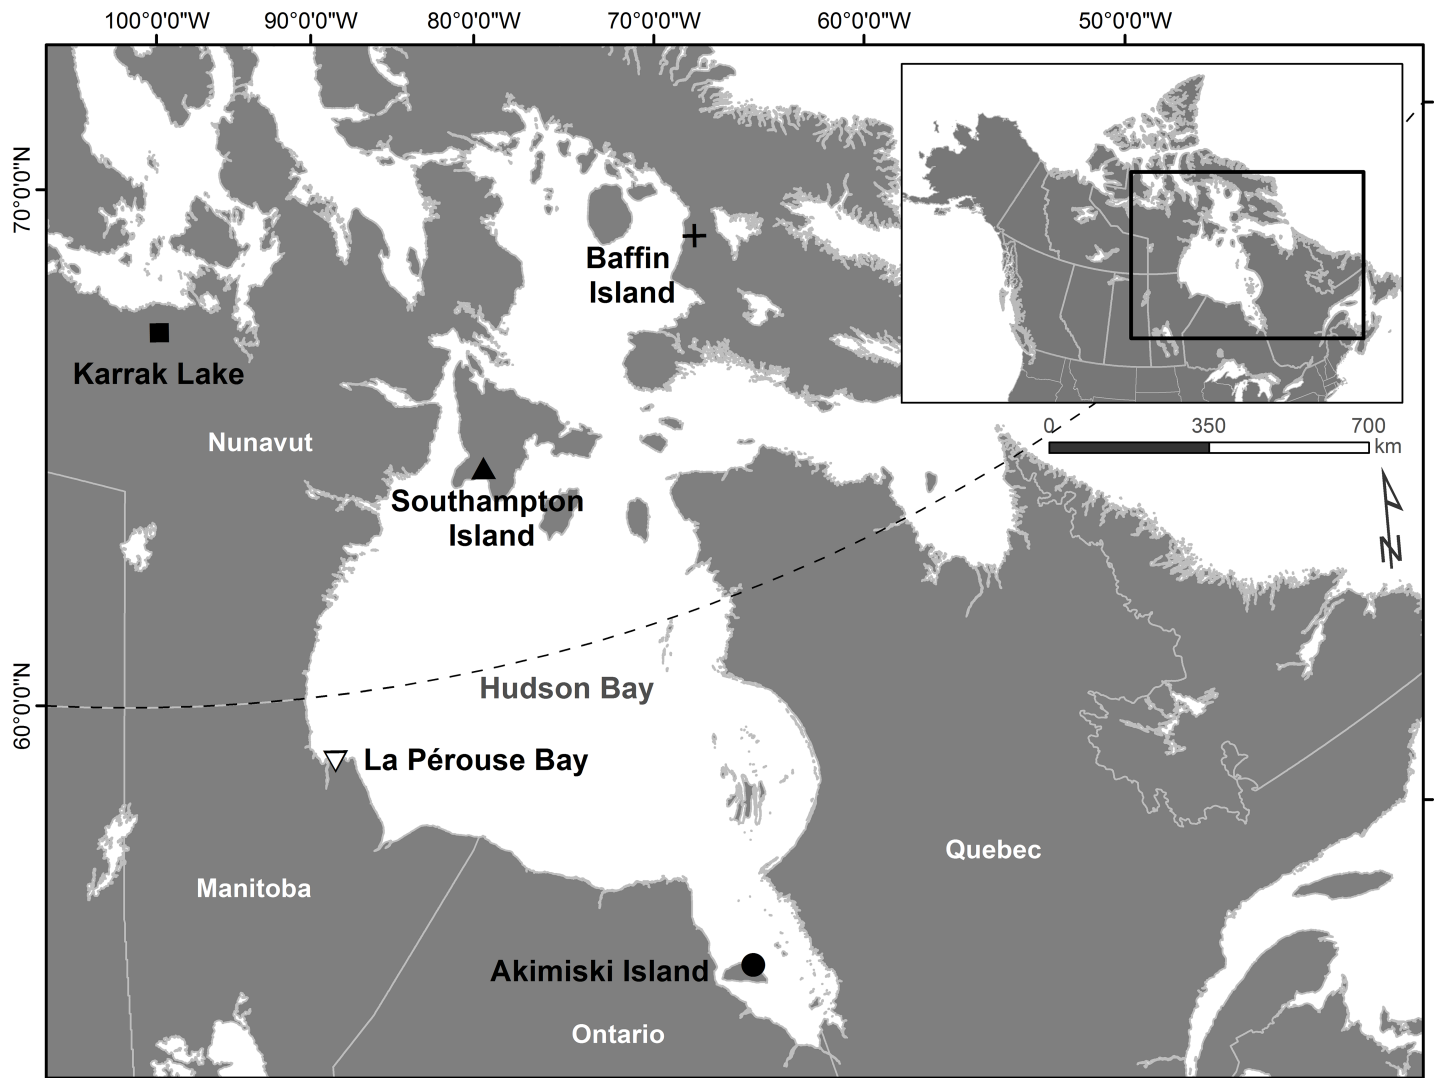 100°0'0"W 90°0'0"W 80°0'0"W 70°0'0"W 60°0'0"W 50°0'0"W
70°0'0"N
Baffin
Island
Karrak Lake
0 350 700
km
Nunavut
Southampton
Island
N
60°0'0"N
Hudson Bay
La Pérouse Bay
Quebec
Manitoba
Akimiski Island
Ontario